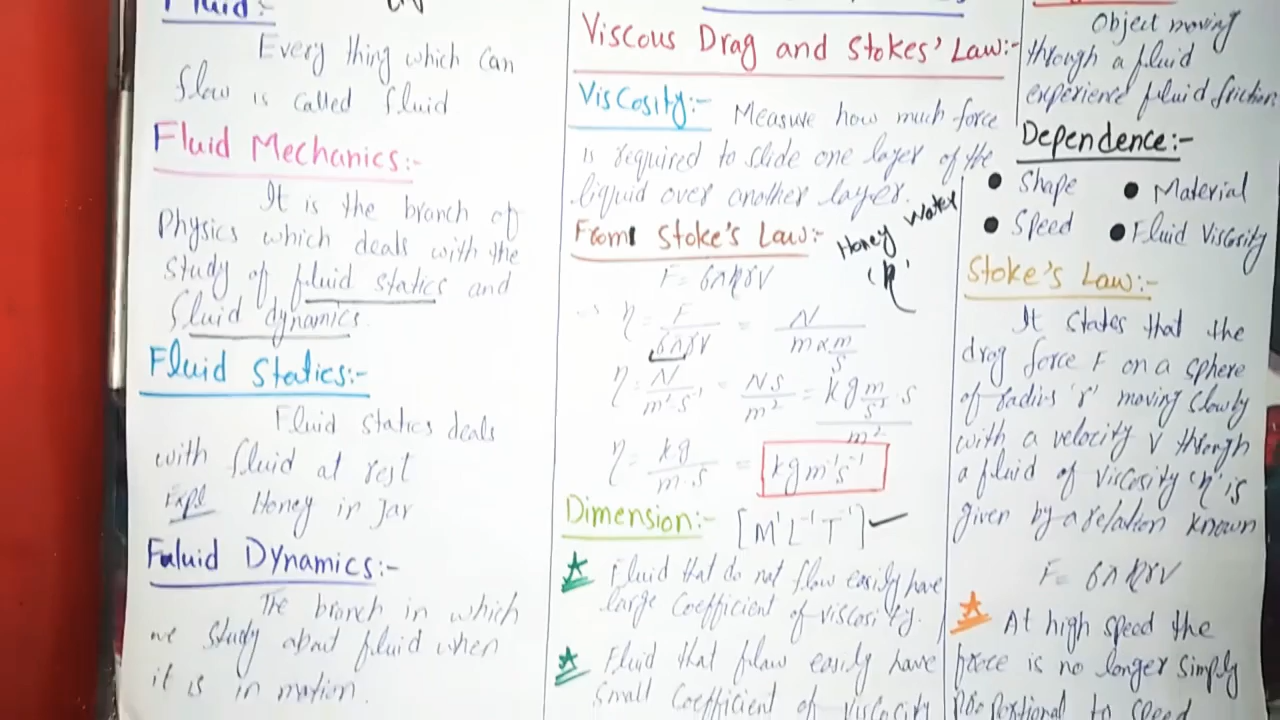 Fluid:-
Every thing which can
flow is called fluid
Fluid Mechanics:-
It is the branch of
Physics which deals with the
study of fluid statics and
fluid dynamics.
Fluid Statics:-
Fluid statics deals
with fluid at rest
Expl Honey in Jar
Faluid Dynamics:-
The branch in which
we study about fluid when
it is in motion.
Viscous Drag and Stokes' Law:-
Viscosity:- Measure how much force
is required to slide one layer of the
liquid over another layer.
From Stoke's Law:-
Honey Water
'η'
F = 6πηrv
η = F/6πrv = N/m×m/s
η = N/m²s⁻¹ = NS/m² = kg m/s² · s/m²
η = kg/m·s = kgm⁻¹s⁻¹
Dimension:- [M¹L⁻¹T⁻¹]
★ Fluid that do not flow easily have
large Coefficient of viscosity.
★ Fluid that flow easily have
small Coefficient of viscocity
Object moving
through a fluid
experience fluid friction
Dependence:-
● Shape ● Material
● Speed ● Fluid Viscosity
Stoke's Law:-
It states that the
drag force F on a sphere
of radius 'r' moving slowly
with a velocity V through
a fluid of viscosity 'η' is
given by a relation known
F = 6πηrv
★ At high speed the
force is no longer simply
proportional to speed